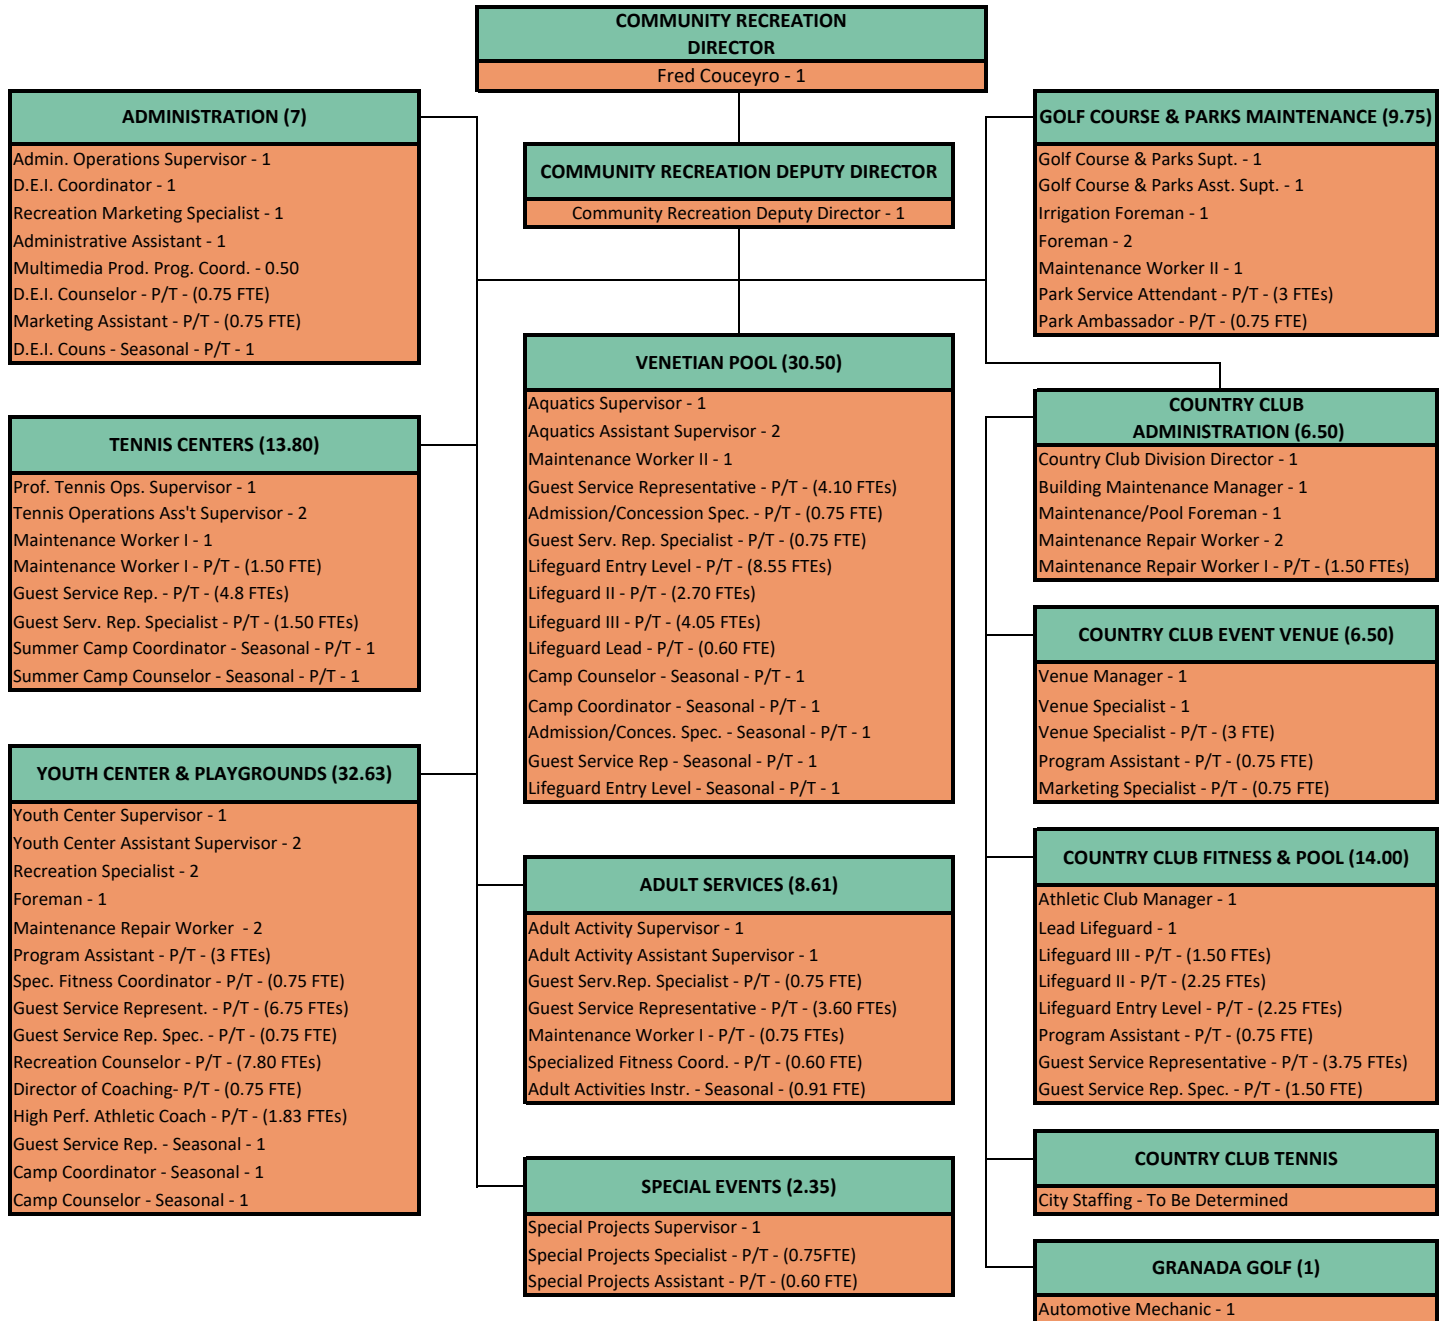 COMMUNITY RECREATION
DIRECTOR
Fred Couceyro - 1
COMMUNITY RECREATION DEPUTY DIRECTOR
Community Recreation Deputy Director - 1
ADMINISTRATION (7)
Admin. Operations Supervisor - 1
D.E.I. Coordinator - 1
Recreation Marketing Specialist - 1
Administrative Assistant - 1
Multimedia Prod. Prog. Coord. - 0.50
D.E.I. Counselor - P/T - (0.75 FTE)
Marketing Assistant - P/T - (0.75 FTE)
D.E.I. Couns - Seasonal - P/T - 1
TENNIS CENTERS (13.80)
Prof. Tennis Ops. Supervisor - 1
Tennis Operations Ass't Supervisor - 2
Maintenance Worker I - 1
Maintenance Worker I - P/T - (1.50 FTE)
Guest Service Rep. - P/T - (4.8 FTEs)
Guest Serv. Rep. Specialist - P/T - (1.50 FTEs)
Summer Camp Coordinator - Seasonal - P/T - 1
Summer Camp Counselor - Seasonal - P/T - 1
YOUTH CENTER & PLAYGROUNDS (32.63)
Youth Center Supervisor - 1
Youth Center Assistant Supervisor - 2
Recreation Specialist - 2
Foreman - 1
Maintenance Repair Worker  - 2
Program Assistant - P/T - (3 FTEs)
Spec. Fitness Coordinator - P/T - (0.75 FTE)
Guest Service Represent. - P/T - (6.75 FTEs)
Guest Service Rep. Spec. - P/T - (0.75 FTE)
Recreation Counselor - P/T - (7.80 FTEs)
Director of Coaching- P/T - (0.75 FTE)
High Perf. Athletic Coach - P/T - (1.83 FTEs)
Guest Service Rep. - Seasonal - 1
Camp Coordinator - Seasonal - 1
Camp Counselor - Seasonal - 1
VENETIAN POOL (30.50)
Aquatics Supervisor - 1
Aquatics Assistant Supervisor - 2
Maintenance Worker II - 1
Guest Service Representative - P/T - (4.10 FTEs)
Admission/Concession Spec. - P/T - (0.75 FTE)
Guest Serv. Rep. Specialist - P/T - (0.75 FTE)
Lifeguard Entry Level - P/T - (8.55 FTEs)
Lifeguard II - P/T - (2.70 FTEs)
Lifeguard III - P/T - (4.05 FTEs)
Lifeguard Lead - P/T - (0.60 FTE)
Camp Counselor - Seasonal - P/T - 1
Camp Coordinator - Seasonal - P/T - 1
Admission/Conces. Spec. - Seasonal - P/T - 1
Guest Service Rep - Seasonal - P/T - 1
Lifeguard Entry Level - Seasonal - P/T - 1
ADULT SERVICES (8.61)
Adult Activity Supervisor - 1
Adult Activity Assistant Supervisor - 1
Guest Serv.Rep. Specialist - P/T - (0.75 FTE)
Guest Service Representative - P/T - (3.60 FTEs)
Maintenance Worker I - P/T - (0.75 FTEs)
Specialized Fitness Coord. - P/T - (0.60 FTE)
Adult Activities Instr. - Seasonal - (0.91 FTE)
SPECIAL EVENTS (2.35)
Special Projects Supervisor - 1
Special Projects Specialist - P/T - (0.75FTE)
Special Projects Assistant - P/T - (0.60 FTE)
GOLF COURSE & PARKS MAINTENANCE (9.75)
Golf Course & Parks Supt. - 1
Golf Course & Parks Asst. Supt. - 1
Irrigation Foreman - 1
Foreman - 2
Maintenance Worker II - 1
Park Service Attendant - P/T - (3 FTEs)
Park Ambassador - P/T - (0.75 FTE)
COUNTRY CLUB
ADMINISTRATION (6.50)
Country Club Division Director - 1
Building Maintenance Manager - 1
Maintenance/Pool Foreman - 1
Maintenance Repair Worker - 2
Maintenance Repair Worker I - P/T - (1.50 FTEs)
COUNTRY CLUB EVENT VENUE (6.50)
Venue Manager - 1
Venue Specialist - 1
Venue Specialist - P/T - (3 FTE)
Program Assistant - P/T - (0.75 FTE)
Marketing Specialist - P/T - (0.75 FTE)
COUNTRY CLUB FITNESS & POOL (14.00)
Athletic Club Manager - 1
Lead Lifeguard - 1
Lifeguard III - P/T - (1.50 FTEs)
Lifeguard II - P/T - (2.25 FTEs)
Lifeguard Entry Level - P/T - (2.25 FTEs)
Program Assistant - P/T - (0.75 FTE)
Guest Service Representative - P/T - (3.75 FTEs)
Guest Service Rep. Spec. - P/T - (1.50 FTE)
COUNTRY CLUB TENNIS
City Staffing - To Be Determined
GRANADA GOLF (1)
Automotive Mechanic - 1